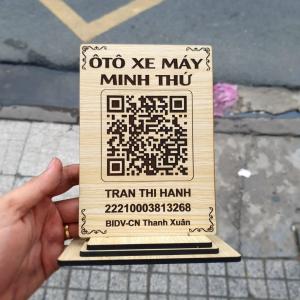 ÔTÔ XE MÁY
MINH THỨ
TRAN THI HANH
22210003813268
BIDV-CN Thanh Xuân